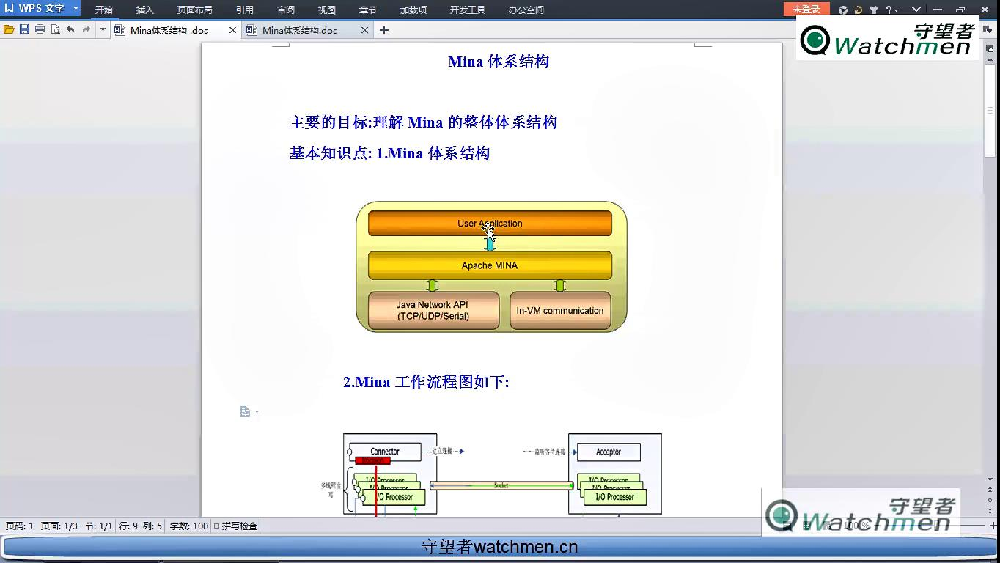 WPS 文字
开始 插入 页面布局 引用 审阅 视图 章节 加载项 开发工具 办公空间
未登录
Mina体系结构 .doc
Mina体系结构.doc
守望者
Watchmen
Mina 体系结构
主要的目标:理解 Mina 的整体体系结构
基本知识点: 1.Mina 体系结构
User Application
Apache MINA
Java Network API
(TCP/UDP/Serial)
In-VM communication
2.Mina 工作流程图如下:
Connector
建立连接
监听等待连接
Acceptor
多线程读
写
I/O Processor
I/O Processor
I/O Processor
Socket
I/O Processor
I/O Processor
I/O Processor
守望者
Watchmen
页码: 1 页面: 1/3 节: 1/1 行: 9 列: 5 字数: 100 拼写检查
100 %
守望者watchmen.cn